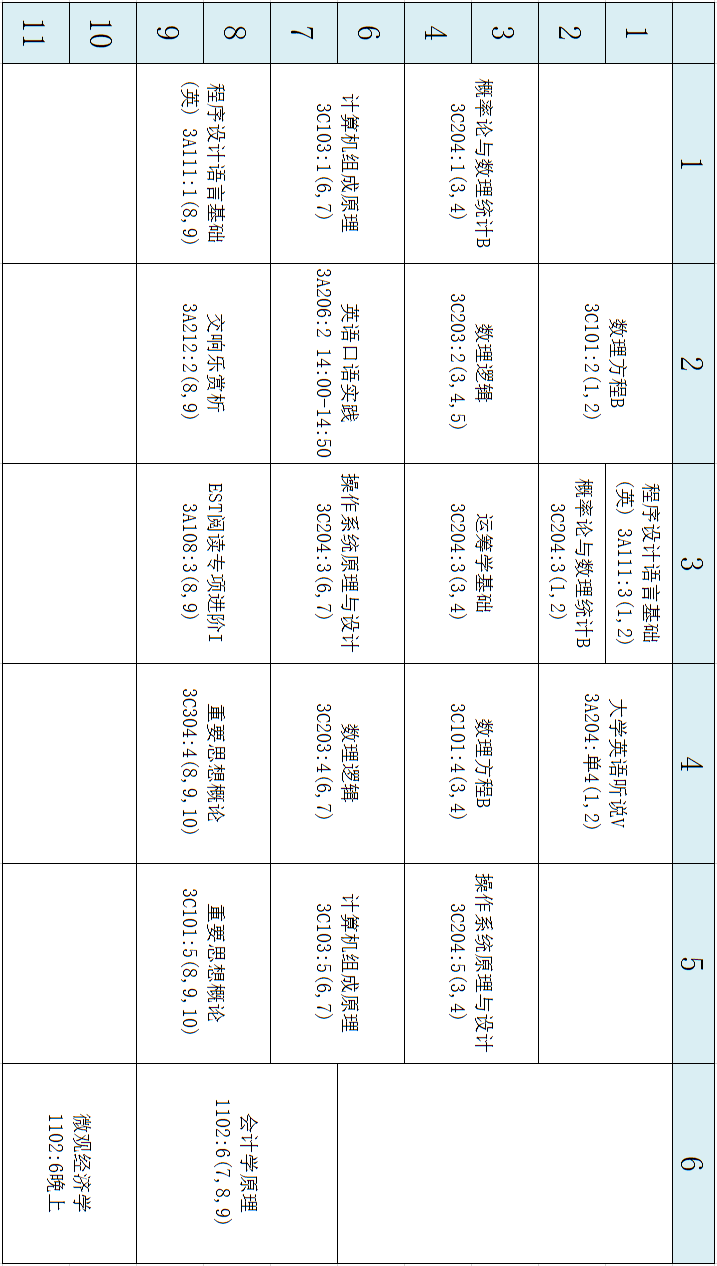 1
2
3
4
5
6
1
2
3
4
6
7
8
9
10
11
数理方程B
3C101:2(1,2)
程序设计语言基础
(英) 3A111:3(1,2)
概率论与数理统计B
3C204:3(1,2)
大学英语听说V
3A204:单4(1,2)
概率论与数理统计B
3C204:1(3,4)
数理逻辑
3C203:2(3,4,5)
运筹学基础
3C204:3(3,4)
数理方程B
3C101:4(3,4)
操作系统原理与设计
3C204:5(3,4)
计算机组成原理
3C103:1(6,7)
英语口语实践
3A206:2 14:00-14:50
操作系统原理与设计
3C204:3(6,7)
数理逻辑
3C203:4(6,7)
计算机组成原理
3C103:5(6,7)
会计学原理
1102:6(7,8,9)
程序设计语言基础
(英) 3A111:1(8,9)
交响乐赏析
3A212:2(8,9)
EST阅读专项进阶I
3A108:3(8,9)
重要思想概论
3C304:4(8,9,10)
重要思想概论
3C101:5(8,9,10)
微观经济学
1102:6晚上